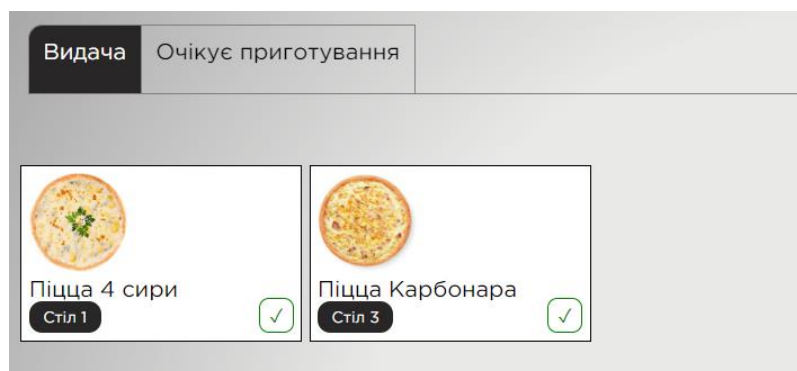 Видача Очікує приготування
Піцца 4 сири
Стіл 1
Піцца Карбонара
Стіл 3